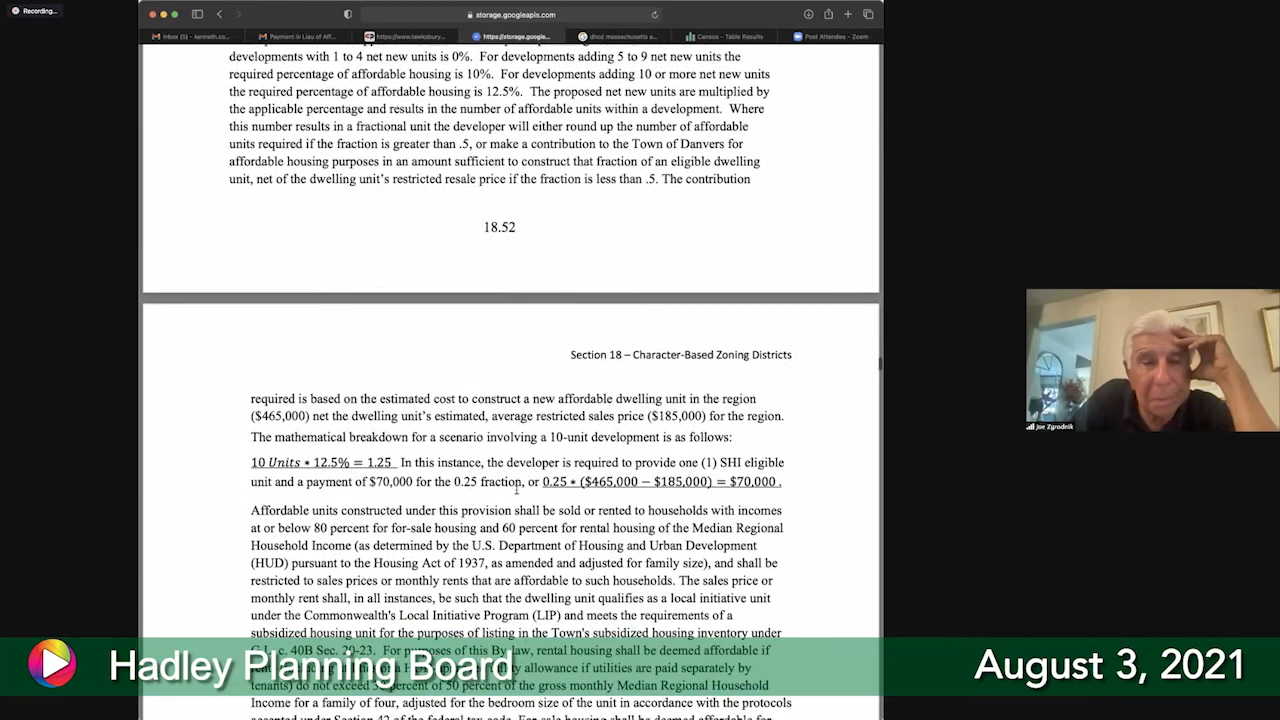 Recording...
storage.googleapis.com
Inbox (5) – kenneth.co...
Payment in Lieu of Aff...
https://www.tewksbury...
https://storage.google...
dhcd massachusetts a...
Census - Table Results
Post Attendee - Zoom
developments with 1 to 4 net new units is 0%. For developments adding 5 to 9 net new units the
required percentage of affordable housing is 10%. For developments adding 10 or more net new units
the required percentage of affordable housing is 12.5%. The proposed net new units are multiplied by
the applicable percentage and results in the number of affordable units within a development. Where
this number results in a fractional unit the developer will either round up the number of affordable
units required if the fraction is greater than .5, or make a contribution to the Town of Danvers for
affordable housing purposes in an amount sufficient to construct that fraction of an eligible dwelling
unit, net of the dwelling unit's restricted resale price if the fraction is less than .5. The contribution
18.52
Section 18 – Character-Based Zoning Districts
required is based on the estimated cost to construct a new affordable dwelling unit in the region
($465,000) net the dwelling unit's estimated, average restricted sales price ($185,000) for the region.
The mathematical breakdown for a scenario involving a 10-unit development is as follows:
10 Units * 12.5% = 1.25 In this instance, the developer is required to provide one (1) SHI eligible
unit and a payment of $70,000 for the 0.25 fraction, or 0.25 * ($465,000 − $185,000) = $70,000 .
Affordable units constructed under this provision shall be sold or rented to households with incomes
at or below 80 percent for for-sale housing and 60 percent for rental housing of the Median Regional
Household Income (as determined by the U.S. Department of Housing and Urban Development
(HUD) pursuant to the Housing Act of 1937, as amended and adjusted for family size), and shall be
restricted to sales prices or monthly rents that are affordable to such households. The sales price or
monthly rent shall, in all instances, be such that the dwelling unit qualifies as a local initiative unit
under the Commonwealth's Local Initiative Program (LIP) and meets the requirements of a
subsidized housing unit for the purposes of listing in the Town's subsidized housing inventory under
G.L. c. 40B Sec. 20-23. For purposes of this By-law, rental housing shall be deemed affordable if
allowance if utilities are paid separately by
tenants) do not exceed percent of 50 percent of the gross monthly Median Regional Household
Income for a family of four, adjusted for the bedroom size of the unit in accordance with the protocols
accepted under Section 42 of the federal tax code. For-sale housing shall be deemed affordable for
Joe Zgrodnik
Hadley Planning Board
August 3, 2021